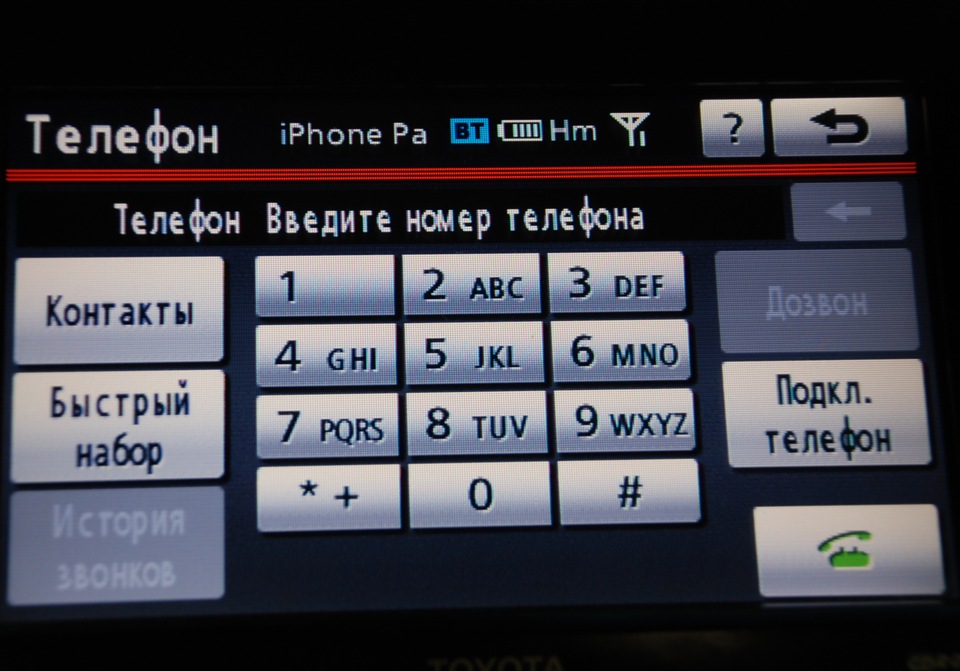 Телефон iPhone Pa BT Hm ?
Телефон Введите номер телефона
Контакты
Быстрый
набор
История
звонков
1 2 ABC 3 DEF
4 GHI 5 JKL 6 MNO
7 PQRS 8 TUV 9 WXYZ
* + 0 #
Дозвон
Подкл.
телефон
TOYOTA